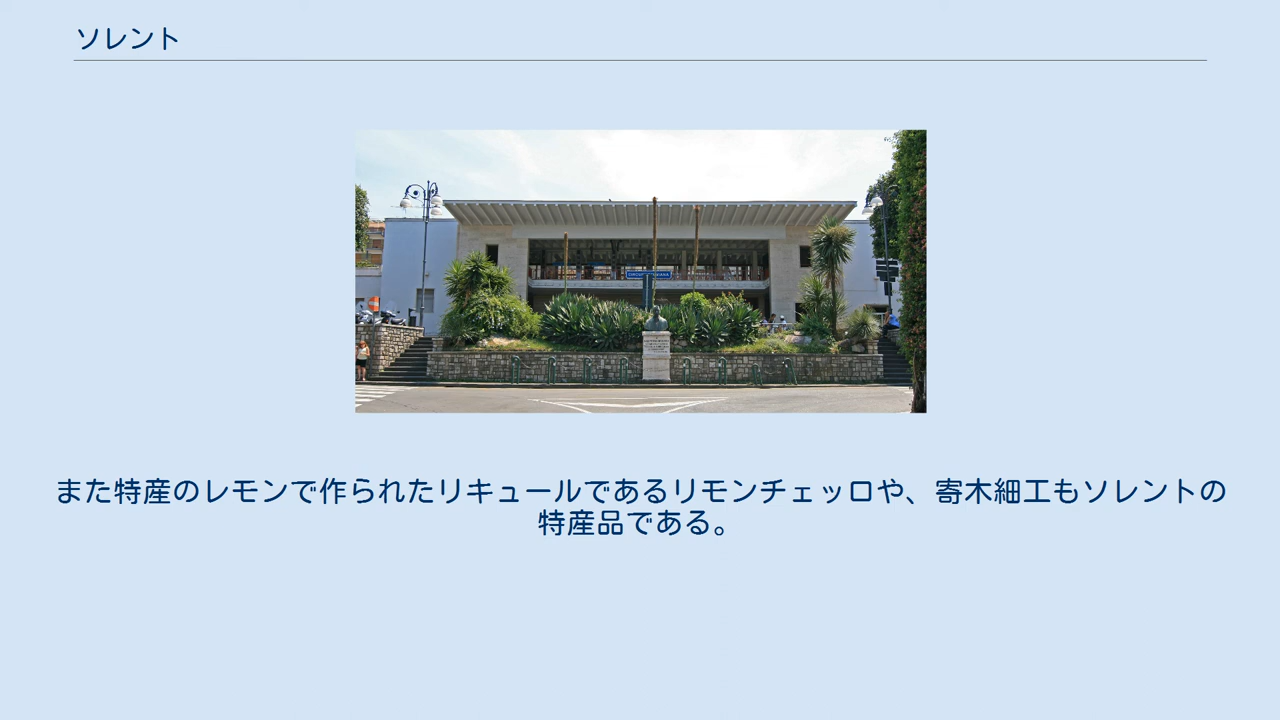 ソレント
また特産のレモンで作られたリキュールであるリモンチェッロや、寄木細工もソレントの
特産品である。